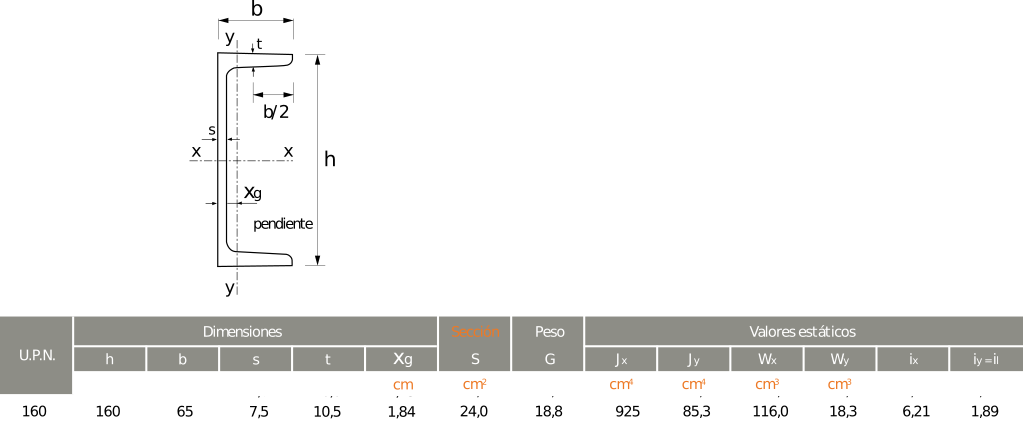 b
y
t
b/2
s
x x
h
xg
pendiente
y
U.P.N. Dimensiones Sección Peso Valores estáticos
h b s t xg S G Jx Jy Wx Wy ix iy = i1
cm cm² cm⁴ cm⁴ cm³ cm³
160 160 65 7,5 10,5 1,84 24,0 18,8 925 85,3 116,0 18,3 6,21 1,89